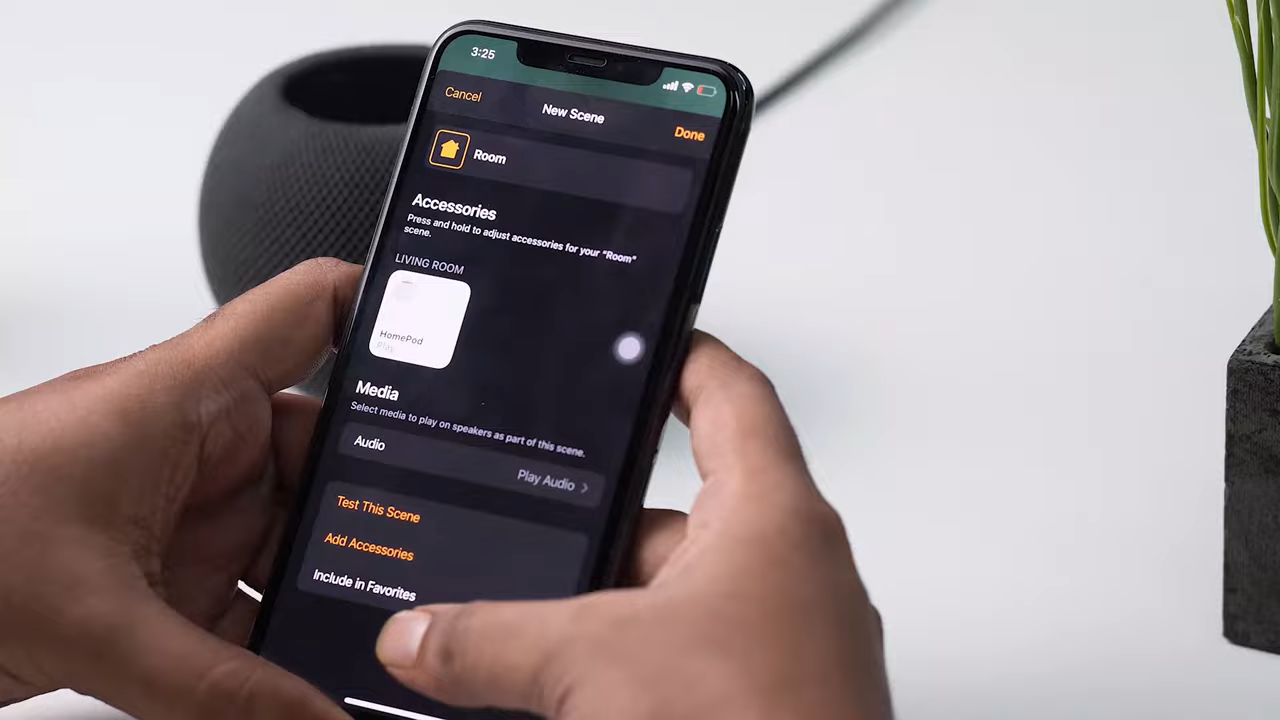 3:25
Cancel
New Scene
Done
Room
Accessories
Press and hold to adjust accessories for your "Room"
scene.
LIVING ROOM
HomePod
play
Media
Select media to play on speakers as part of this scene.
Audio
Play Audio
Test This Scene
Add Accessories
Include in Favorites